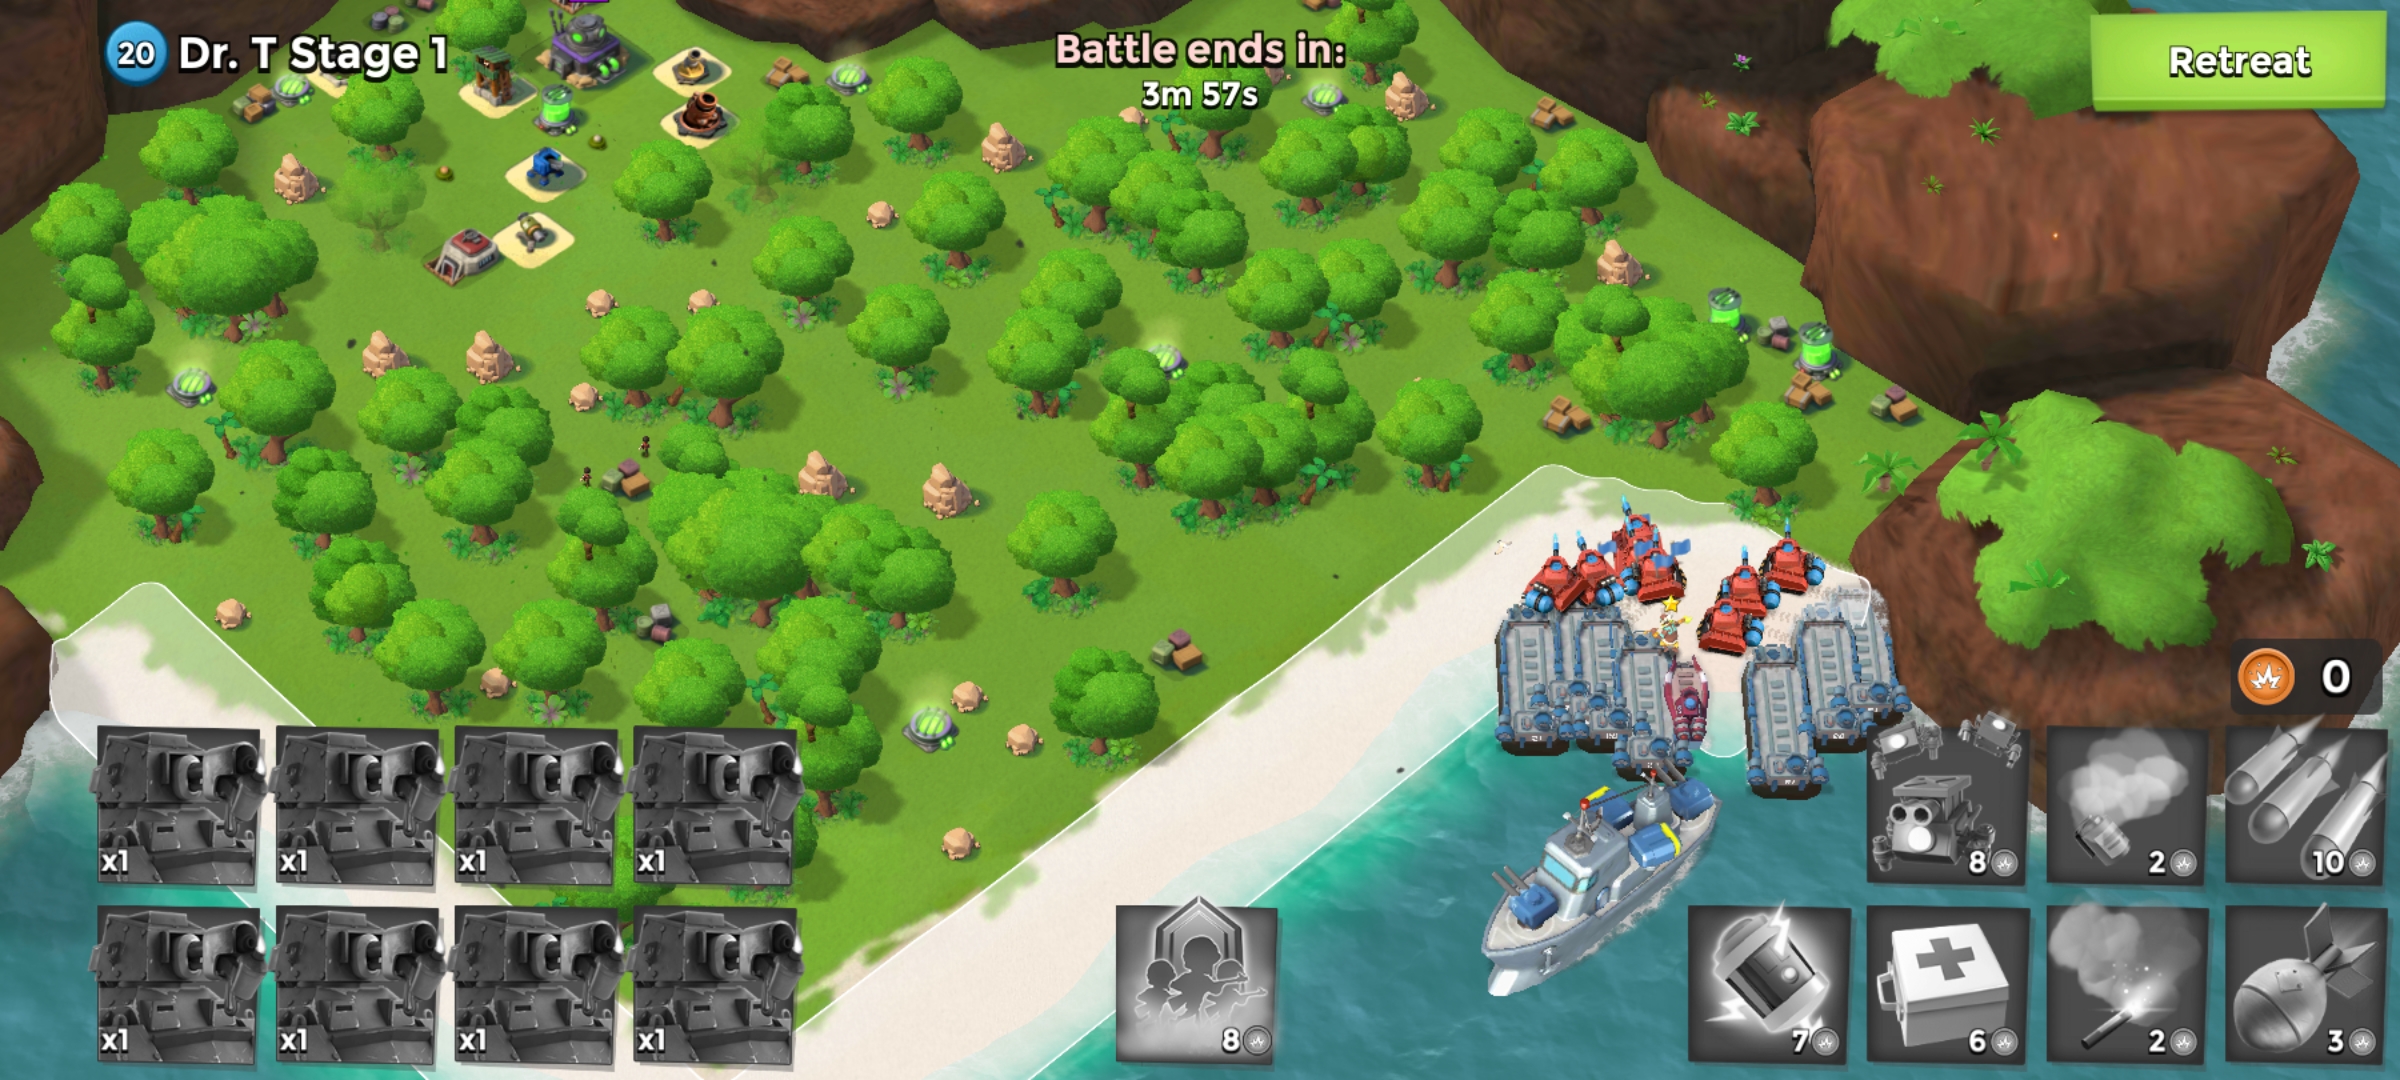 20 Dr. T Stage 1
Battle ends in:
3m 57s
Retreat
0
x1 x1 x1 x1
8 2 10
x1 x1 x1 x1
8 7 6 2 3